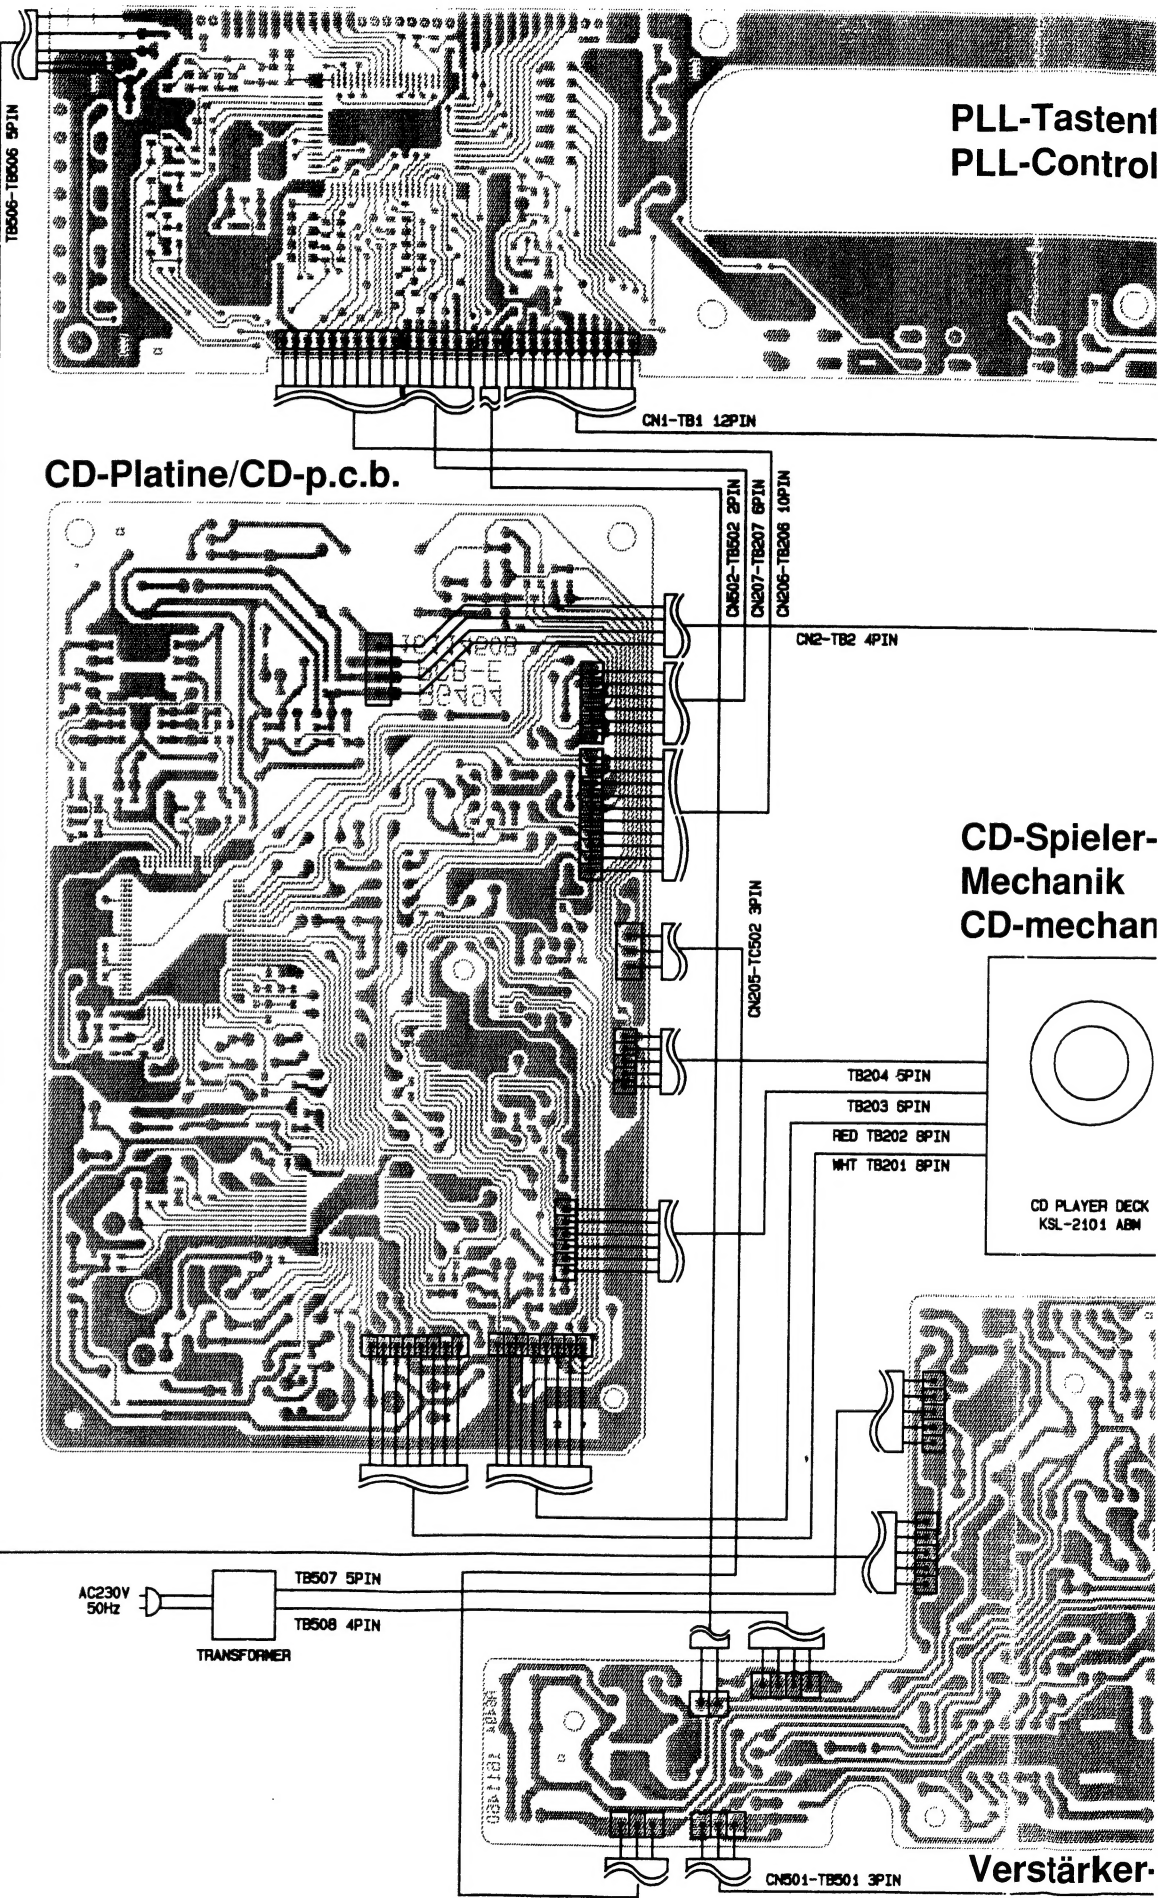 TB506-TB506 5PIN
PLL-Tastenf
PLL-Control
CN1-TB1 12PIN
CD-Platine/CD-p.c.b.
CN502-TB502 2PIN
CN207-TB207 6PIN
CN206-TB206 10PIN
CN2-TB2 4PIN
PCB-E
CD-Spieler-
Mechanik
CD-mechan
CN205-TC502 3PIN
TB204 5PIN
TB203 6PIN
RED TB202 8PIN
WHT TB201 8PIN
CD PLAYER DECK
KSL-2101 ABM
TB507 5PIN
AC230V
50Hz
TB508 4PIN
TRANSFORMER
CN501-TB501 3PIN
Verstärker-